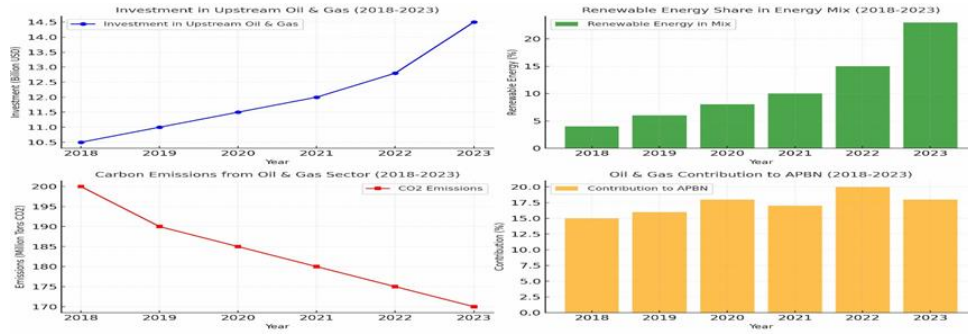 Investment in Upstream Oil & Gas (2018-2023)
Investment in Upstream Oil & Gas
Investment (Billion USD)
14.5
14.0
13.5
13.0
12.5
12.0
11.5
11.0
10.5
2018 2019 2020 2021 2022 2023
Year
Renewable Energy Share in Energy Mix (2018-2023)
Renewable Energy in Mix
Renewable Energy (%)
20
15
10
5
0
2018 2019 2020 2021 2022 2023
Year
Carbon Emissions from Oil & Gas Sector (2018-2023)
CO2 Emissions
Emissions (Million Tons CO2)
200
195
190
185
180
175
170
2018 2019 2020 2021 2022 2023
Year
Oil & Gas Contribution to APBN (2018-2023)
Contribution to APBN
Contribution (%)
20.0
17.5
15.0
12.5
10.0
7.5
5.0
2.5
0.0
2018 2019 2020 2021 2022 2023
Year